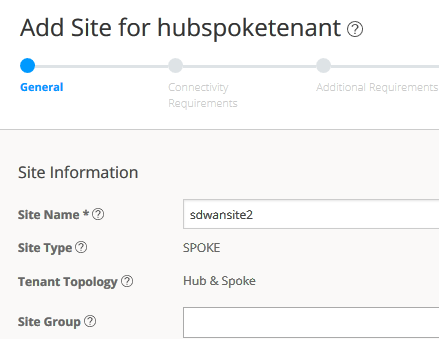 Add Site for hubspoketenant ?
General
Connectivity
Requirements
Additional Requirements
Site Information
Site Name * ? sdwansite2
Site Type ? SPOKE
Tenant Topology ? Hub & Spoke
Site Group ?